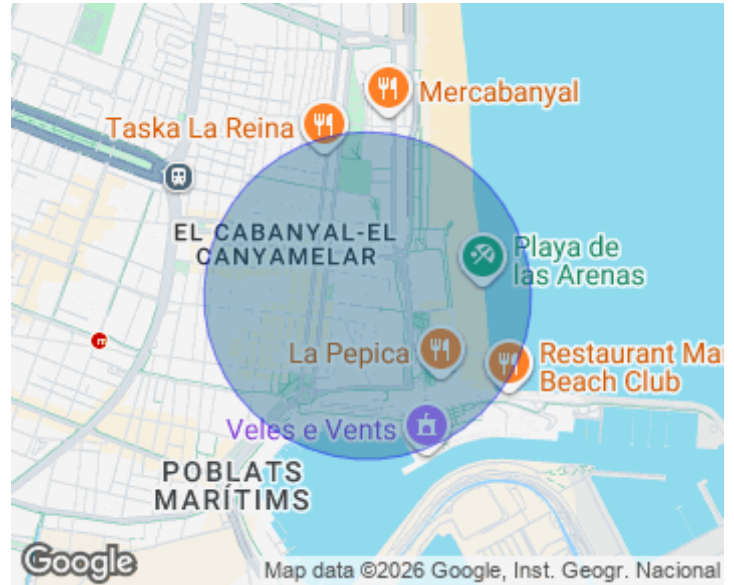 Mercabanyal
Taska La Reina
EL CABANYAL-EL
CANYAMELAR
Playa de
las Arenas
La Pepica
Restaurant Mar
Beach Club
Veles e Vents
POBLATS
MARÍTIMS
Google
Map data ©2026 Google, Inst. Geogr. Nacional